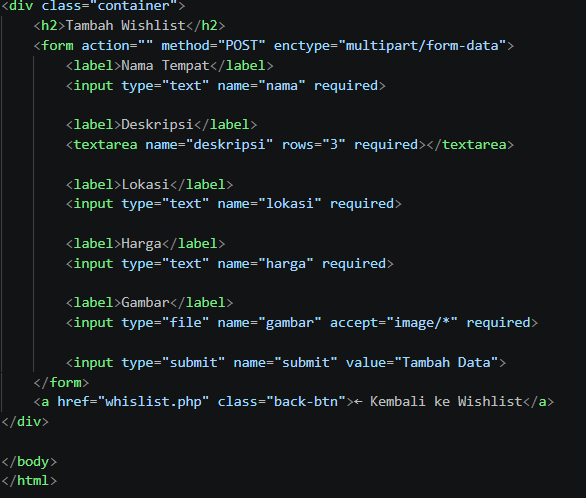 <div class="container">
<h2>Tambah Wishlist</h2>
<form action="" method="POST" enctype="multipart/form-data">
<label>Nama Tempat</label>
<input type="text" name="nama" required>
<label>Deskripsi</label>
<textarea name="deskripsi" rows="3" required></textarea>
<label>Lokasi</label>
<input type="text" name="lokasi" required>
<label>Harga</label>
<input type="text" name="harga" required>
<label>Gambar</label>
<input type="file" name="gambar" accept="image/*" required>
<input type="submit" name="submit" value="Tambah Data">
</form>
<a href="whislist.php" class="back-btn">← Kembali ke Wishlist</a>
</div>
</body>
</html>